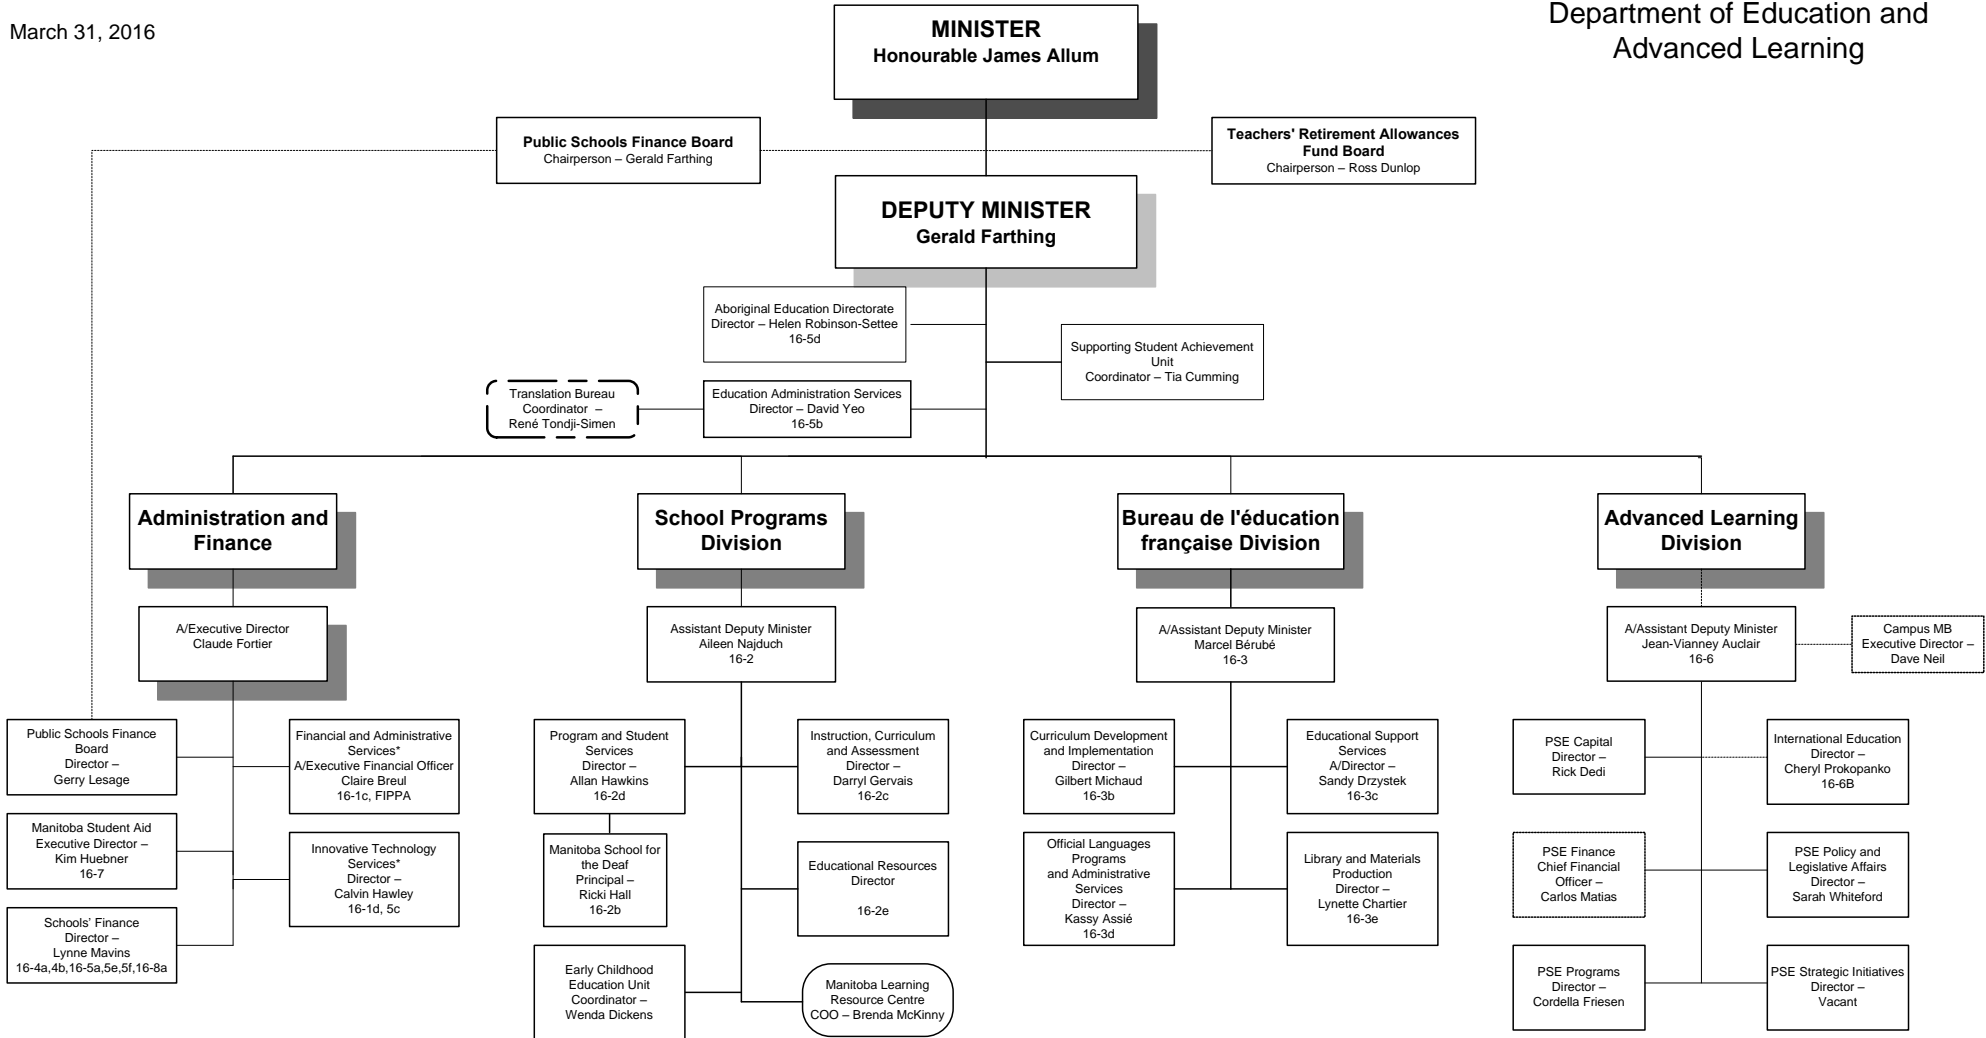 March 31, 2016
Department of Education and
Advanced Learning
MINISTER
Honourable James Allum
Public Schools Finance Board
Chairperson – Gerald Farthing
Teachers' Retirement Allowances
Fund Board
Chairperson – Ross Dunlop
DEPUTY MINISTER
Gerald Farthing
Aboriginal Education Directorate
Director – Helen Robinson-Settee
16-5d
Supporting Student Achievement
Unit
Coordinator – Tia Cumming
Translation Bureau
Coordinator –
René Tondji-Simen
Education Administration Services
Director – David Yeo
16-5b
Administration and
Finance
School Programs
Division
Bureau de l'éducation
française Division
Advanced Learning
Division
A/Executive Director
Claude Fortier
Assistant Deputy Minister
Aileen Najduch
16-2
A/Assistant Deputy Minister
Marcel Bérubé
16-3
A/Assistant Deputy Minister
Jean-Vianney Auclair
16-6
Campus MB
Executive Director –
Dave Neil
Public Schools Finance
Board
Director –
Gerry Lesage
Financial and Administrative
Services*
A/Executive Financial Officer
Claire Breul
16-1c, FIPPA
Manitoba Student Aid
Executive Director –
Kim Huebner
16-7
Innovative Technology
Services*
Director –
Calvin Hawley
16-1d, 5c
Schools’ Finance
Director –
Lynne Mavins
16-4a,4b,16-5a,5e,5f,16-8a
Program and Student
Services
Director –
Allan Hawkins
16-2d
Instruction, Curriculum
and Assessment
Director –
Darryl Gervais
16-2c
Manitoba School for
the Deaf
Principal –
Ricki Hall
16-2b
Educational Resources
Director
16-2e
Early Childhood
Education Unit
Coordinator –
Wenda Dickens
Manitoba Learning
Resource Centre
COO – Brenda McKinny
Curriculum Development
and Implementation
Director –
Gilbert Michaud
16-3b
Educational Support
Services
A/Director –
Sandy Drzystek
16-3c
Official Languages
Programs
and Administrative
Services
Director –
Kassy Assié
16-3d
Library and Materials
Production
Director –
Lynette Chartier
16-3e
PSE Capital
Director –
Rick Dedi
International Education
Director –
Cheryl Prokopanko
16-6B
PSE Finance
Chief Financial
Officer –
Carlos Matias
PSE Policy and
Legislative Affairs
Director –
Sarah Whiteford
PSE Programs
Director –
Cordella Friesen
PSE Strategic Initiatives
Director –
Vacant